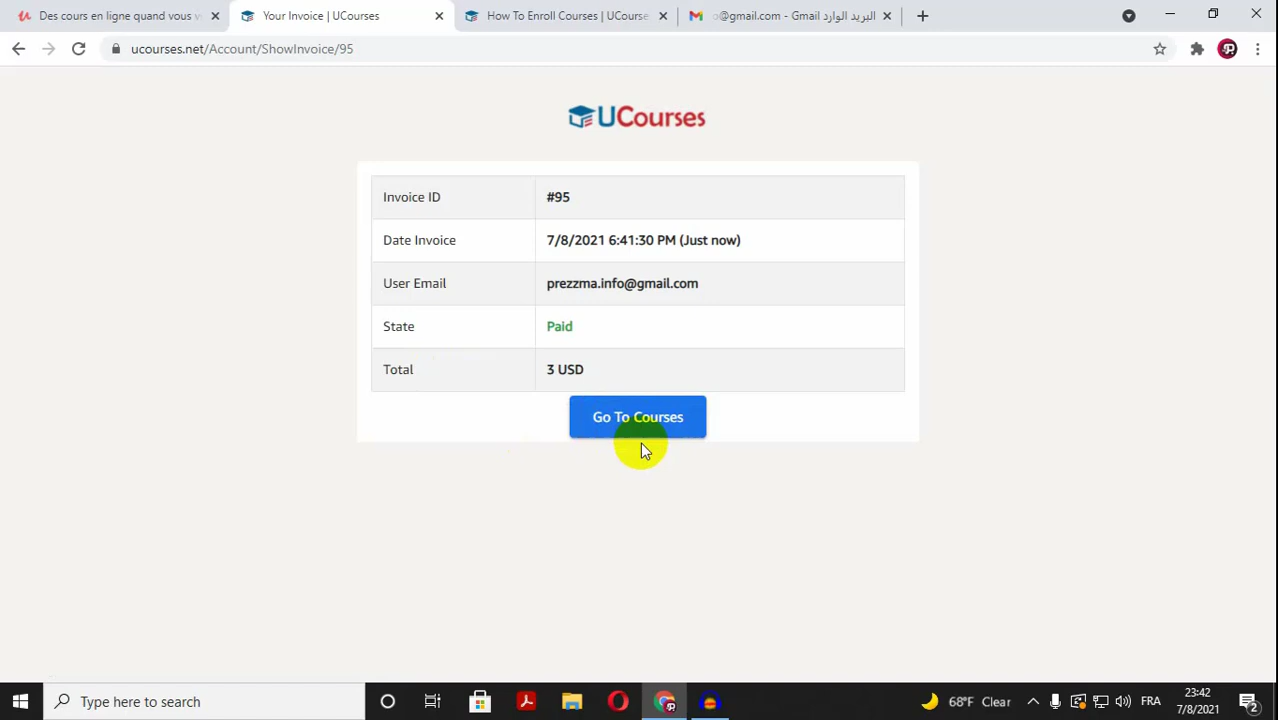 Des cours en ligne quand vous v
Your Invoice | UCourses
How To Enroll Courses | UCourse
o@gmail.com - Gmail البريد الوارد
ucourses.net/Account/ShowInvoice/95
UCourses
Invoice ID #95
Date Invoice 7/8/2021 6:41:30 PM (Just now)
User Email prezzma.info@gmail.com
State Paid
Total 3 USD
Go To Courses
Type here to search
68°F Clear
FRA
23:42
7/8/2021
2